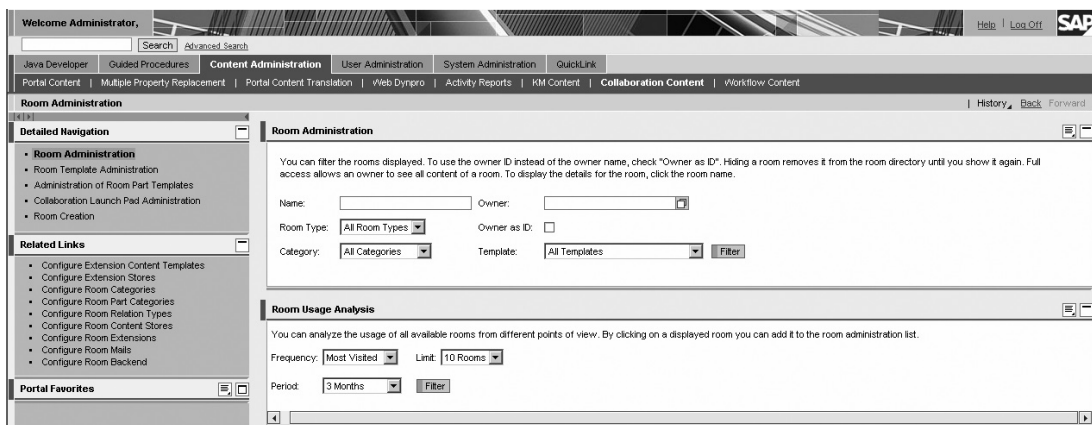 Welcome Administrator,
Help | Log Off
SAP
Search Advanced Search
Java Developer Guided Procedures Content Administration User Administration System Administration QuickLink
Portal Content | Multiple Property Replacement | Portal Content Translation | Web Dynpro | Activity Reports | KM Content | Collaboration Content | Workflow Content
Room Administration
| History Back Forward
Detailed Navigation
Room Administration
Room Template Administration
Administration of Room Part Templates
Collaboration Launch Pad Administration
Room Creation
Related Links
Configure Extension Content Templates
Configure Extension Stores
Configure Room Categories
Configure Room Part Categories
Configure Room Relation Types
Configure Room Content Stores
Configure Room Extensions
Configure Room Mails
Configure Room Backend
Portal Favorites
Room Administration
You can filter the rooms displayed. To use the owner ID instead of the owner name, check "Owner as ID". Hiding a room removes it from the room directory until you show it again. Full
access allows an owner to see all content of a room. To display the details for the room, click the room name.
Name: Owner:
Room Type: All Room Types Owner as ID:
Category: All Categories Template: All Templates Filter
Room Usage Analysis
You can analyze the usage of all available rooms from different points of view. By clicking on a displayed room you can add it to the room administration list.
Frequency: Most Visited Limit: 10 Rooms
Period: 3 Months Filter